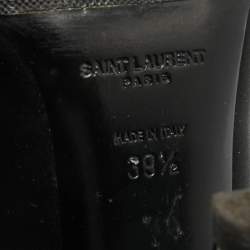 SAINT LAURENT
PARIS
MADE IN ITALY
39½